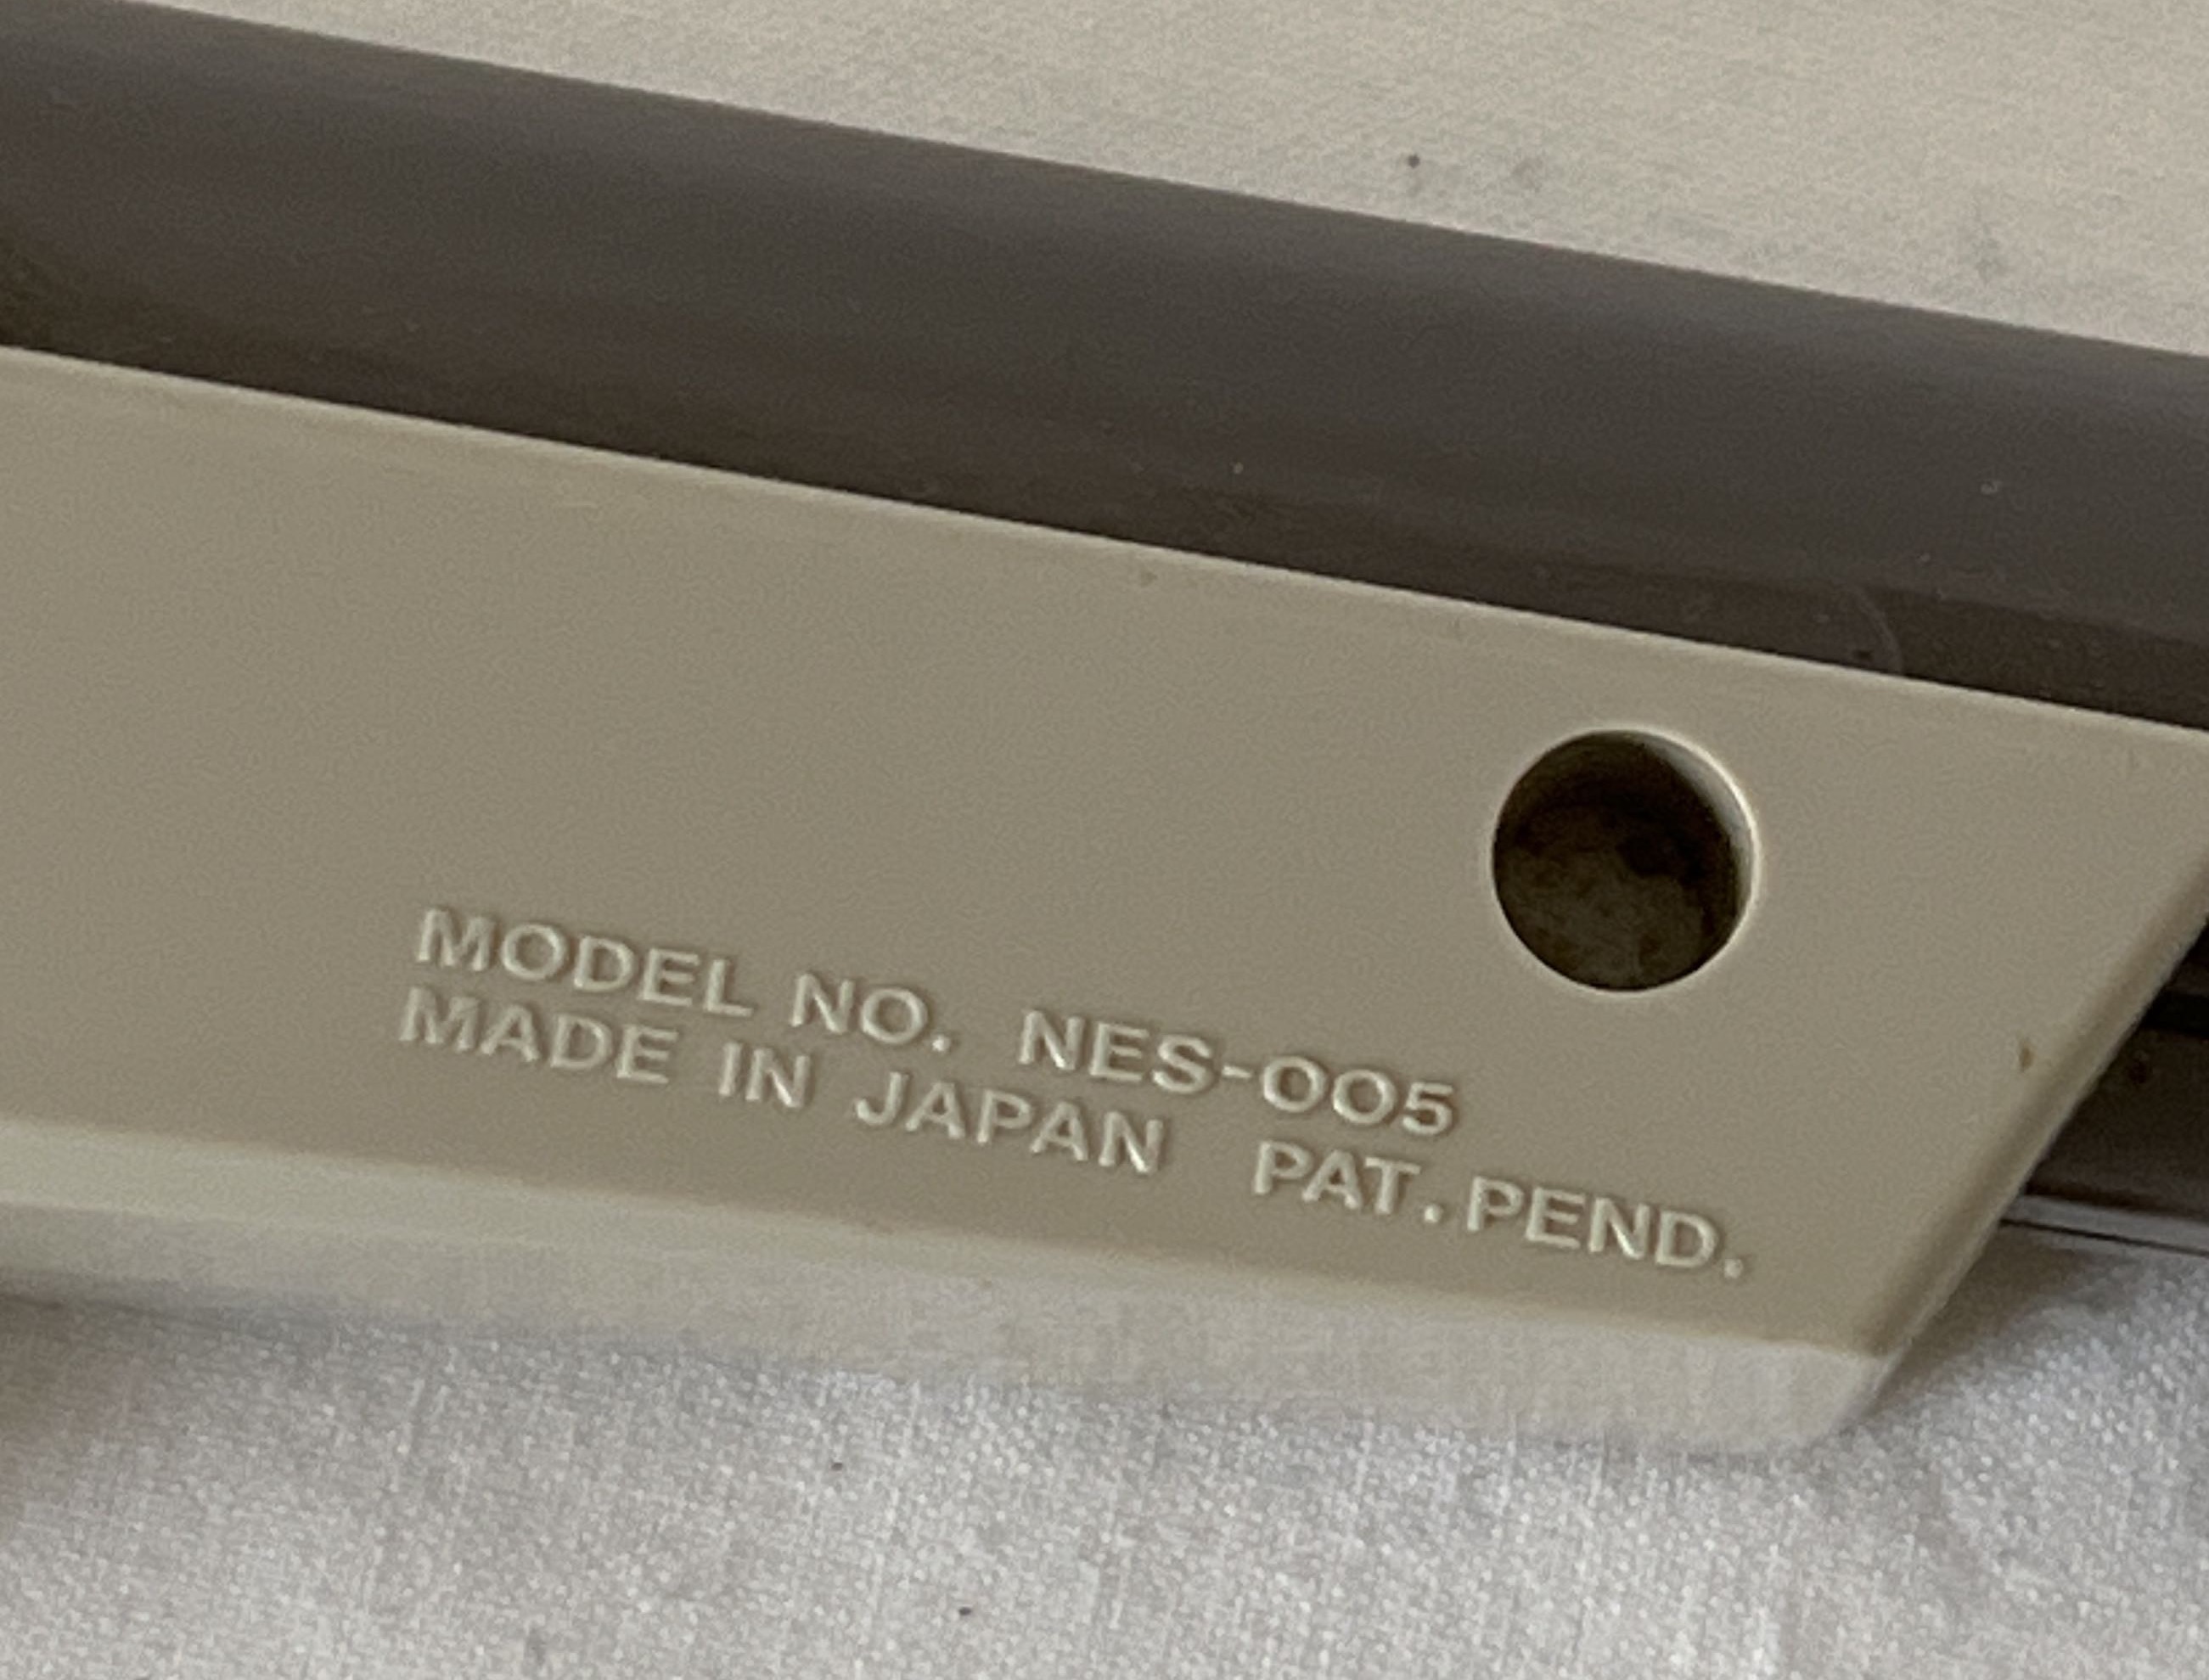 MODEL NO. NES-005
MADE IN JAPAN PAT.PEND.